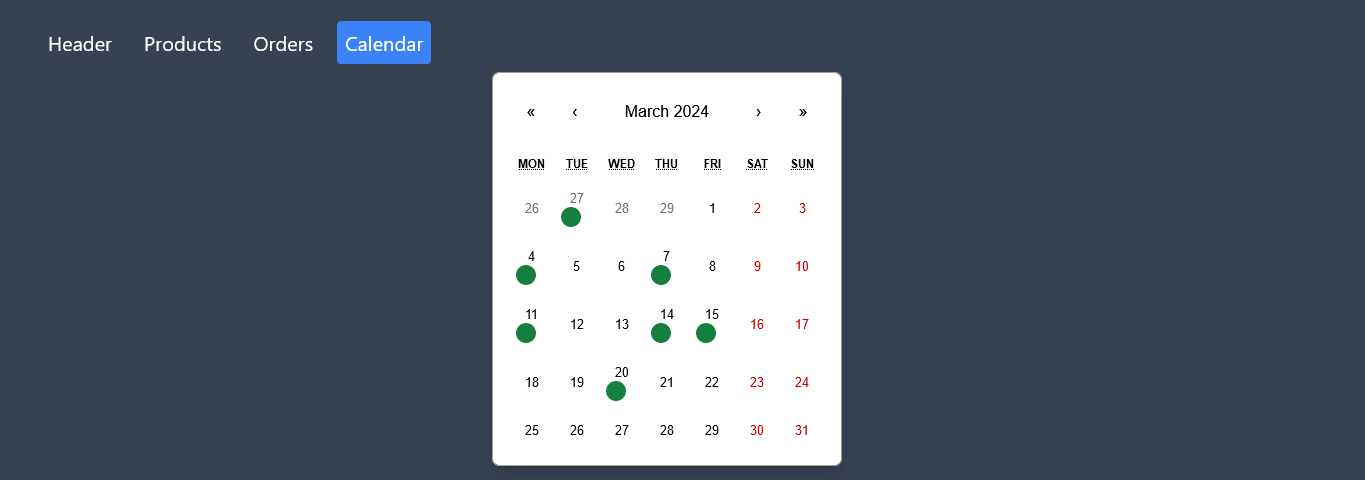 Header Products Orders Calendar
« ‹ March 2024 › »
MON TUE WED THU FRI SAT SUN
26 27 28 29 1 2 3
4 5 6 7 8 9 10
11 12 13 14 15 16 17
18 19 20 21 22 23 24
25 26 27 28 29 30 31